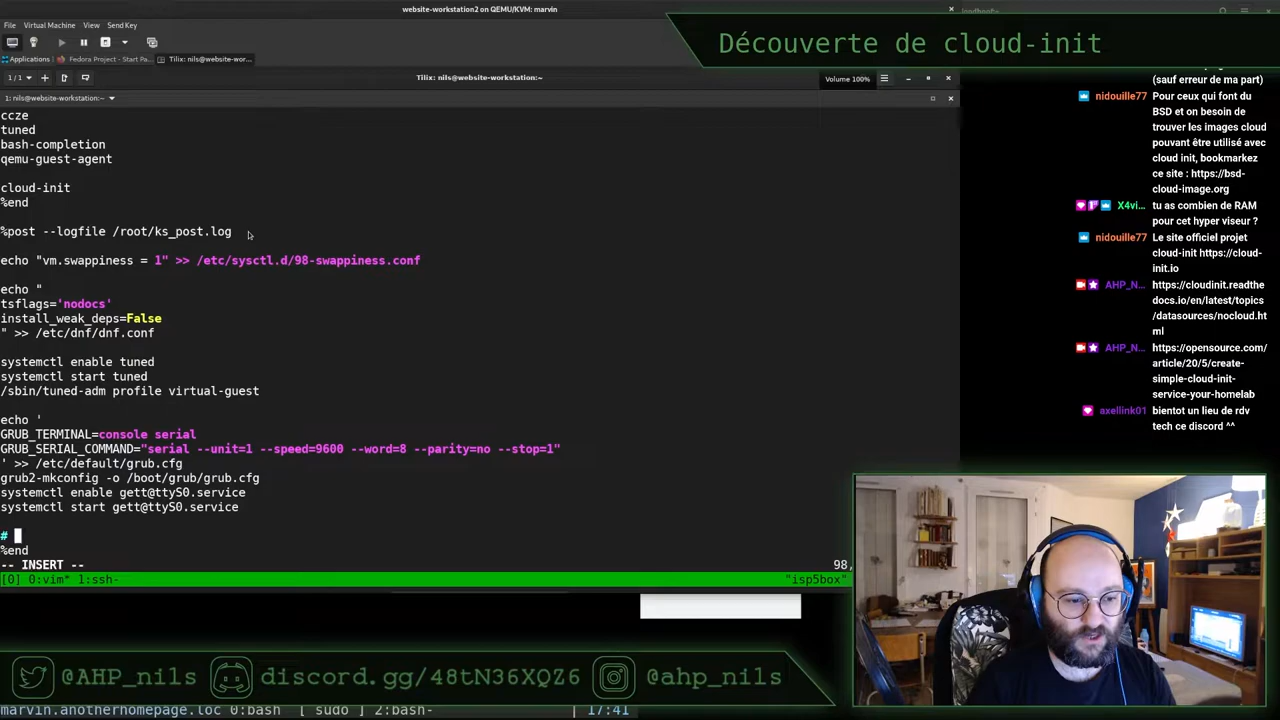 website-workstation2 on QEMU/KVM: marvin
File Virtual Machine View Send Key
Applications Fedora Project - Start Pa... Tilix: nils@website-wor...
1 / 1 Tilix: nils@website-workstation:~ Volume 100%
1: nils@website-workstation:~
ccze
tuned
bash-completion
qemu-guest-agent
cloud-init
%end
%post --logfile /root/ks_post.log
echo "vm.swappiness = 1" >> /etc/sysctl.d/98-swappiness.conf
echo "
tsflags='nodocs'
install_weak_deps=False
" >> /etc/dnf/dnf.conf
systemctl enable tuned
systemctl start tuned
/sbin/tuned-adm profile virtual-guest
echo '
GRUB_TERMINAL=console serial
GRUB_SERIAL_COMMAND="serial --unit=1 --speed=9600 --word=8 --parity=no --stop=1"
' >> /etc/default/grub.cfg
grub2-mkconfig -o /boot/grub/grub.cfg
systemctl enable gett@ttyS0.service
systemctl start gett@ttyS0.service
#
%end
-- INSERT -- 98,
[0] 0:vim* 1:ssh- "isp5box"
Découverte de cloud-init
(sauf erreur de ma part)
nidouille77 Pour ceux qui font du
BSD et on besoin de
trouver les images cloud
pouvant être utilisé avec
cloud init, bookmarkez
ce site : https://bsd-
cloud-image.org
X4vi... tu as combien de RAM
pour cet hyper viseur ?
nidouille77 Le site officiel projet
cloud-init https://cloud-
init.io
AHP_N... https://cloudinit.readthe
docs.io/en/latest/topics
/datasources/nocloud.ht
ml
AHP_N... https://opensource.com/
article/20/5/create-
simple-cloud-init-
service-your-homelab
axellink01 bientot un lieu de rdv
tech ce discord ^^
@AHP_nils discord.gg/48tN36XQZ6 @ahp_nils
marvin.anotherhomepage.loc 0:bash [ sudo ] 2:bash- | 17:41